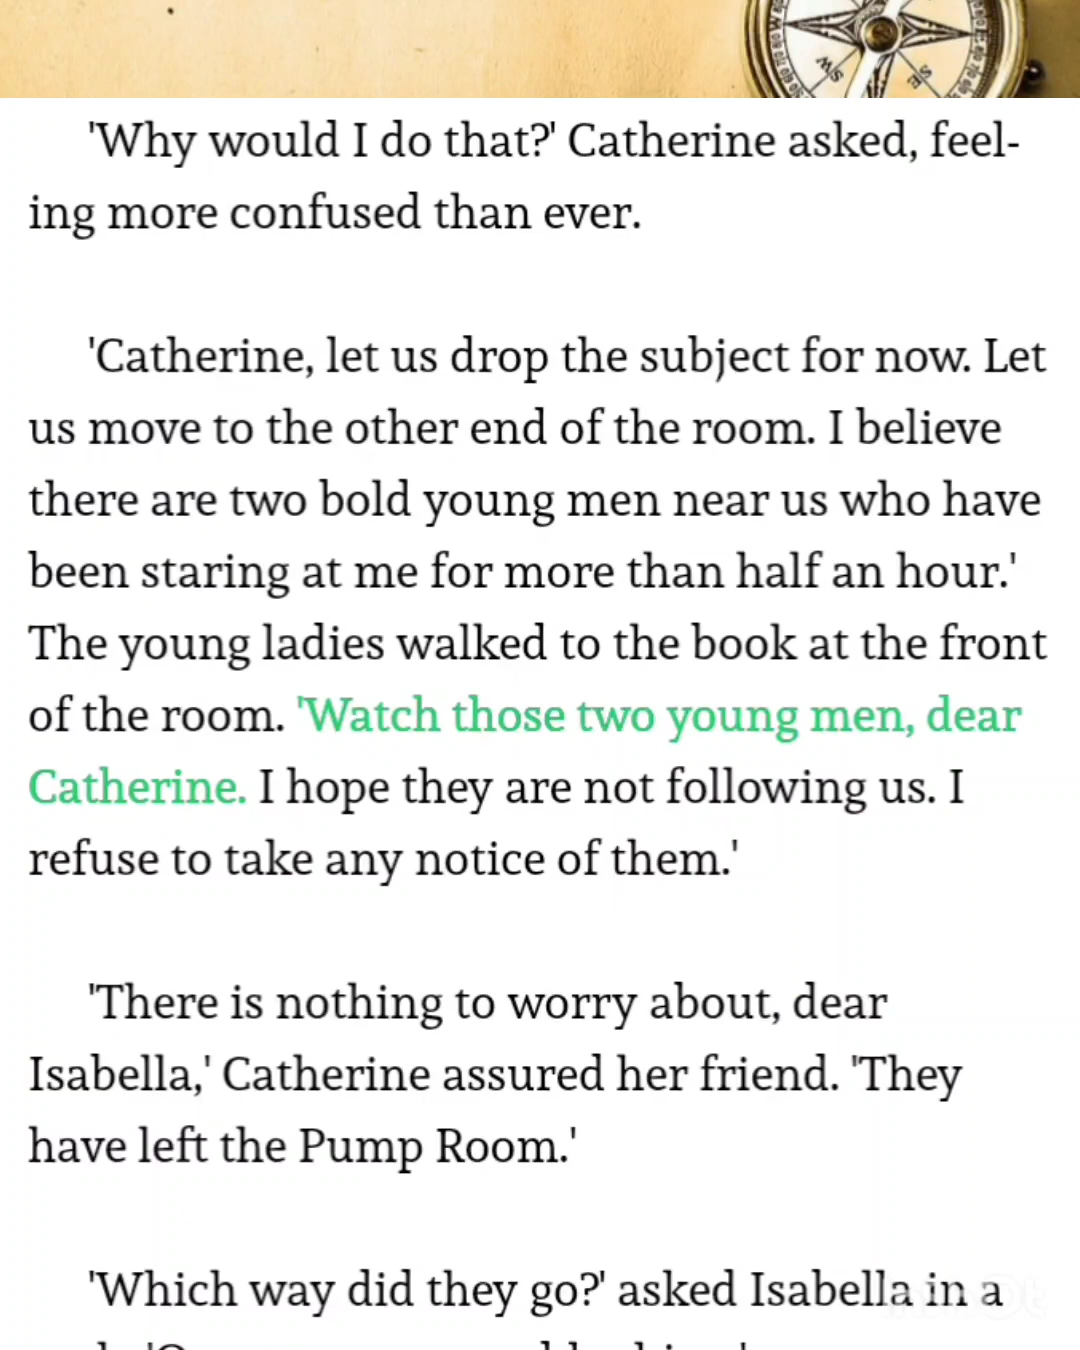 'Why would I do that?' Catherine asked, feel-
ing more confused than ever.
'Catherine, let us drop the subject for now. Let
us move to the other end of the room. I believe
there are two bold young men near us who have
been staring at me for more than half an hour.'
The young ladies walked to the book at the front
of the room. 'Watch those two young men, dear
Catherine. I hope they are not following us. I
refuse to take any notice of them.'
'There is nothing to worry about, dear
Isabella,' Catherine assured her friend. 'They
have left the Pump Room.'
'Which way did they go?' asked Isabella in a